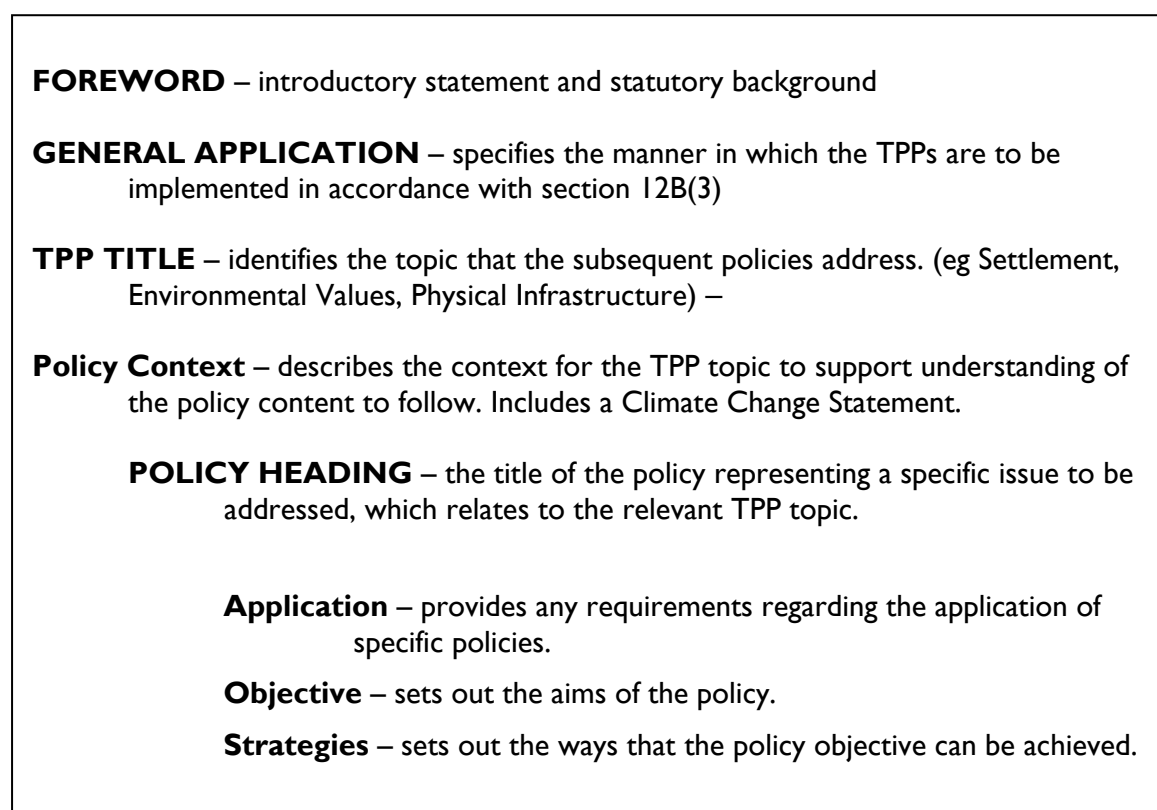 FOREWORD – introductory statement and statutory background
GENERAL APPLICATION – specifies the manner in which the TPPs are to be
implemented in accordance with section 12B(3)
TPP TITLE – identifies the topic that the subsequent policies address. (eg Settlement,
Environmental Values, Physical Infrastructure) –
Policy Context – describes the context for the TPP topic to support understanding of
the policy content to follow. Includes a Climate Change Statement.
POLICY HEADING – the title of the policy representing a specific issue to be
addressed, which relates to the relevant TPP topic.
Application – provides any requirements regarding the application of
specific policies.
Objective – sets out the aims of the policy.
Strategies – sets out the ways that the policy objective can be achieved.